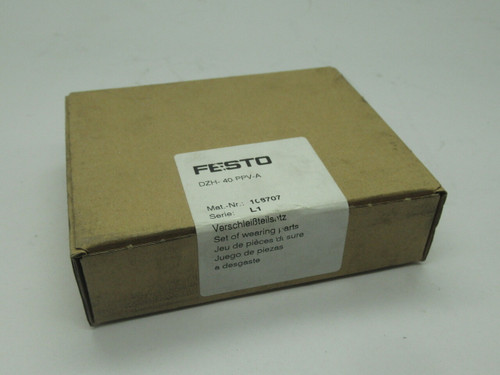 FESTO
DZH- 40 PPV-A
Mat.-Nr.:
Serie: L1
Verschleißteilsatz
Set of wearing parts
Jeu de pièces d'usure
Juego de piezas
a desgaste